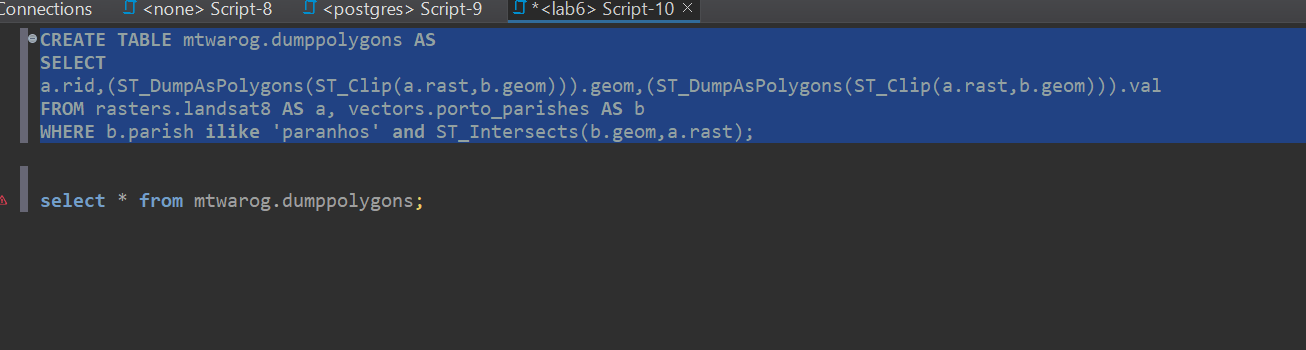 Connections <none> Script-8 <postgres> Script-9 *<lab6> Script-10
CREATE TABLE mtwarog.dumppolygons AS
SELECT
a.rid,(ST_DumpAsPolygons(ST_Clip(a.rast,b.geom))).geom,(ST_DumpAsPolygons(ST_Clip(a.rast,b.geom))).val
FROM rasters.landsat8 AS a, vectors.porto_parishes AS b
WHERE b.parish ilike 'paranhos' and ST_Intersects(b.geom,a.rast);
select * from mtwarog.dumppolygons;